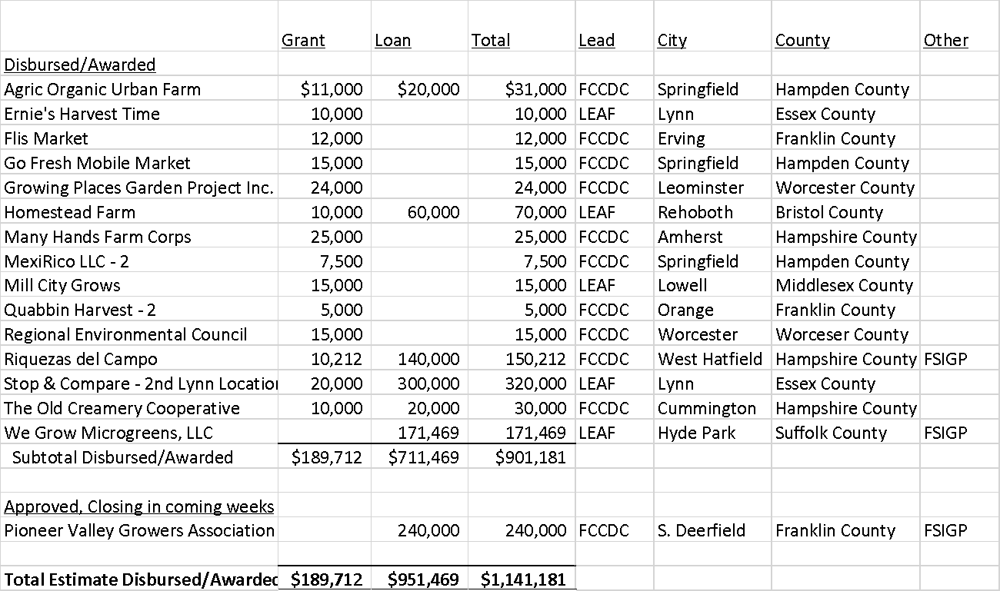 Grant Loan Total Lead City County Other
Disbursed/Awarded
Agric Organic Urban Farm $11,000 $20,000 $31,000 FCCDC Springfield Hampden County
Ernie's Harvest Time 10,000 10,000 LEAF Lynn Essex County
Flis Market 12,000 12,000 FCCDC Erving Franklin County
Go Fresh Mobile Market 15,000 15,000 FCCDC Springfield Hampden County
Growing Places Garden Project Inc. 24,000 24,000 FCCDC Leominster Worcester County
Homestead Farm 10,000 60,000 70,000 LEAF Rehoboth Bristol County
Many Hands Farm Corps 25,000 25,000 FCCDC Amherst Hampshire County
MexiRico LLC - 2 7,500 7,500 FCCDC Springfield Hampden County
Mill City Grows 15,000 15,000 LEAF Lowell Middlesex County
Quabbin Harvest - 2 5,000 5,000 FCCDC Orange Franklin County
Regional Environmental Council 15,000 15,000 FCCDC Worcester Worceser County
Riquezas del Campo 10,212 140,000 150,212 FCCDC West Hatfield Hampshire County FSIGP
Stop & Compare - 2nd Lynn Location 20,000 300,000 320,000 LEAF Lynn Essex County
The Old Creamery Cooperative 10,000 20,000 30,000 FCCDC Cummington Hampshire County
We Grow Microgreens, LLC 171,469 171,469 LEAF Hyde Park Suffolk County FSIGP
Subtotal Disbursed/Awarded $189,712 $711,469 $901,181
Approved, Closing in coming weeks
Pioneer Valley Growers Association 240,000 240,000 FCCDC S. Deerfield Franklin County FSIGP
Total Estimate Disbursed/Awarded $189,712 $951,469 $1,141,181